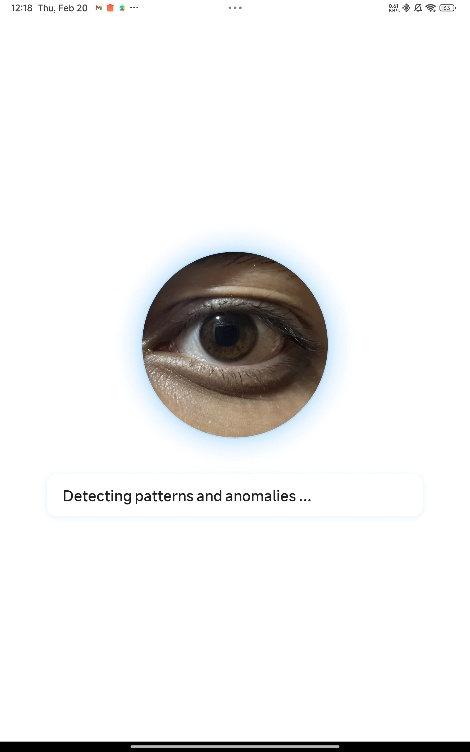 12:18 Thu, Feb 20
Detecting patterns and anomalies ...